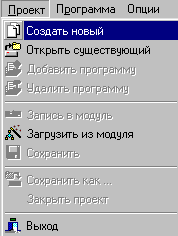 Проект Программа Опции
Создать новый
Открыть существующий
Добавить программу
Удалить программу
Запись в модуль
Загрузить из модуля
Сохранить
Сохранить как ...
Закрыть проект
Выход